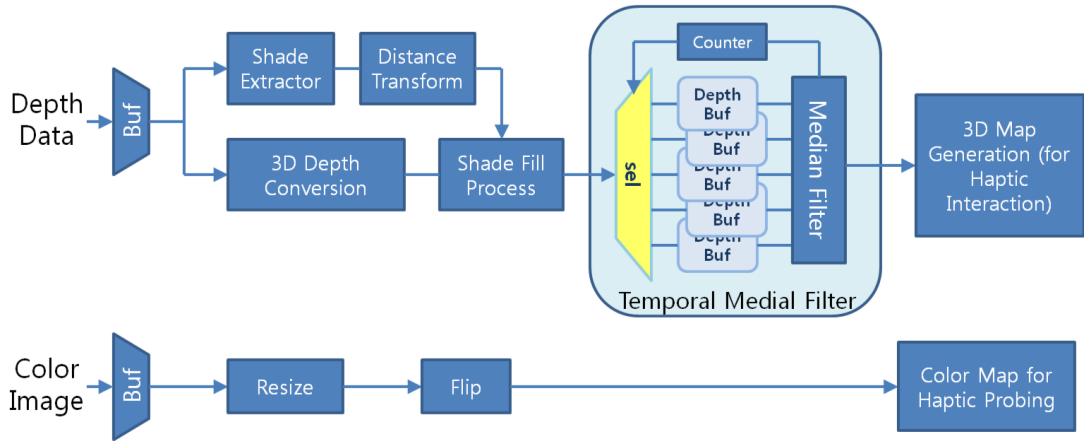 Depth
Data
Buf
Shade
Extractor
Distance
Transform
3D Depth
Conversion
Shade Fill
Process
Counter
sel
Depth
Buf
Depth
Buf
Depth
Buf
Depth
Buf
Depth
Buf
Median Filter
Temporal Medial Filter
3D Map
Generation (for
Haptic
Interaction)
Color
Image
Buf
Resize
Flip
Color Map for
Haptic Probing